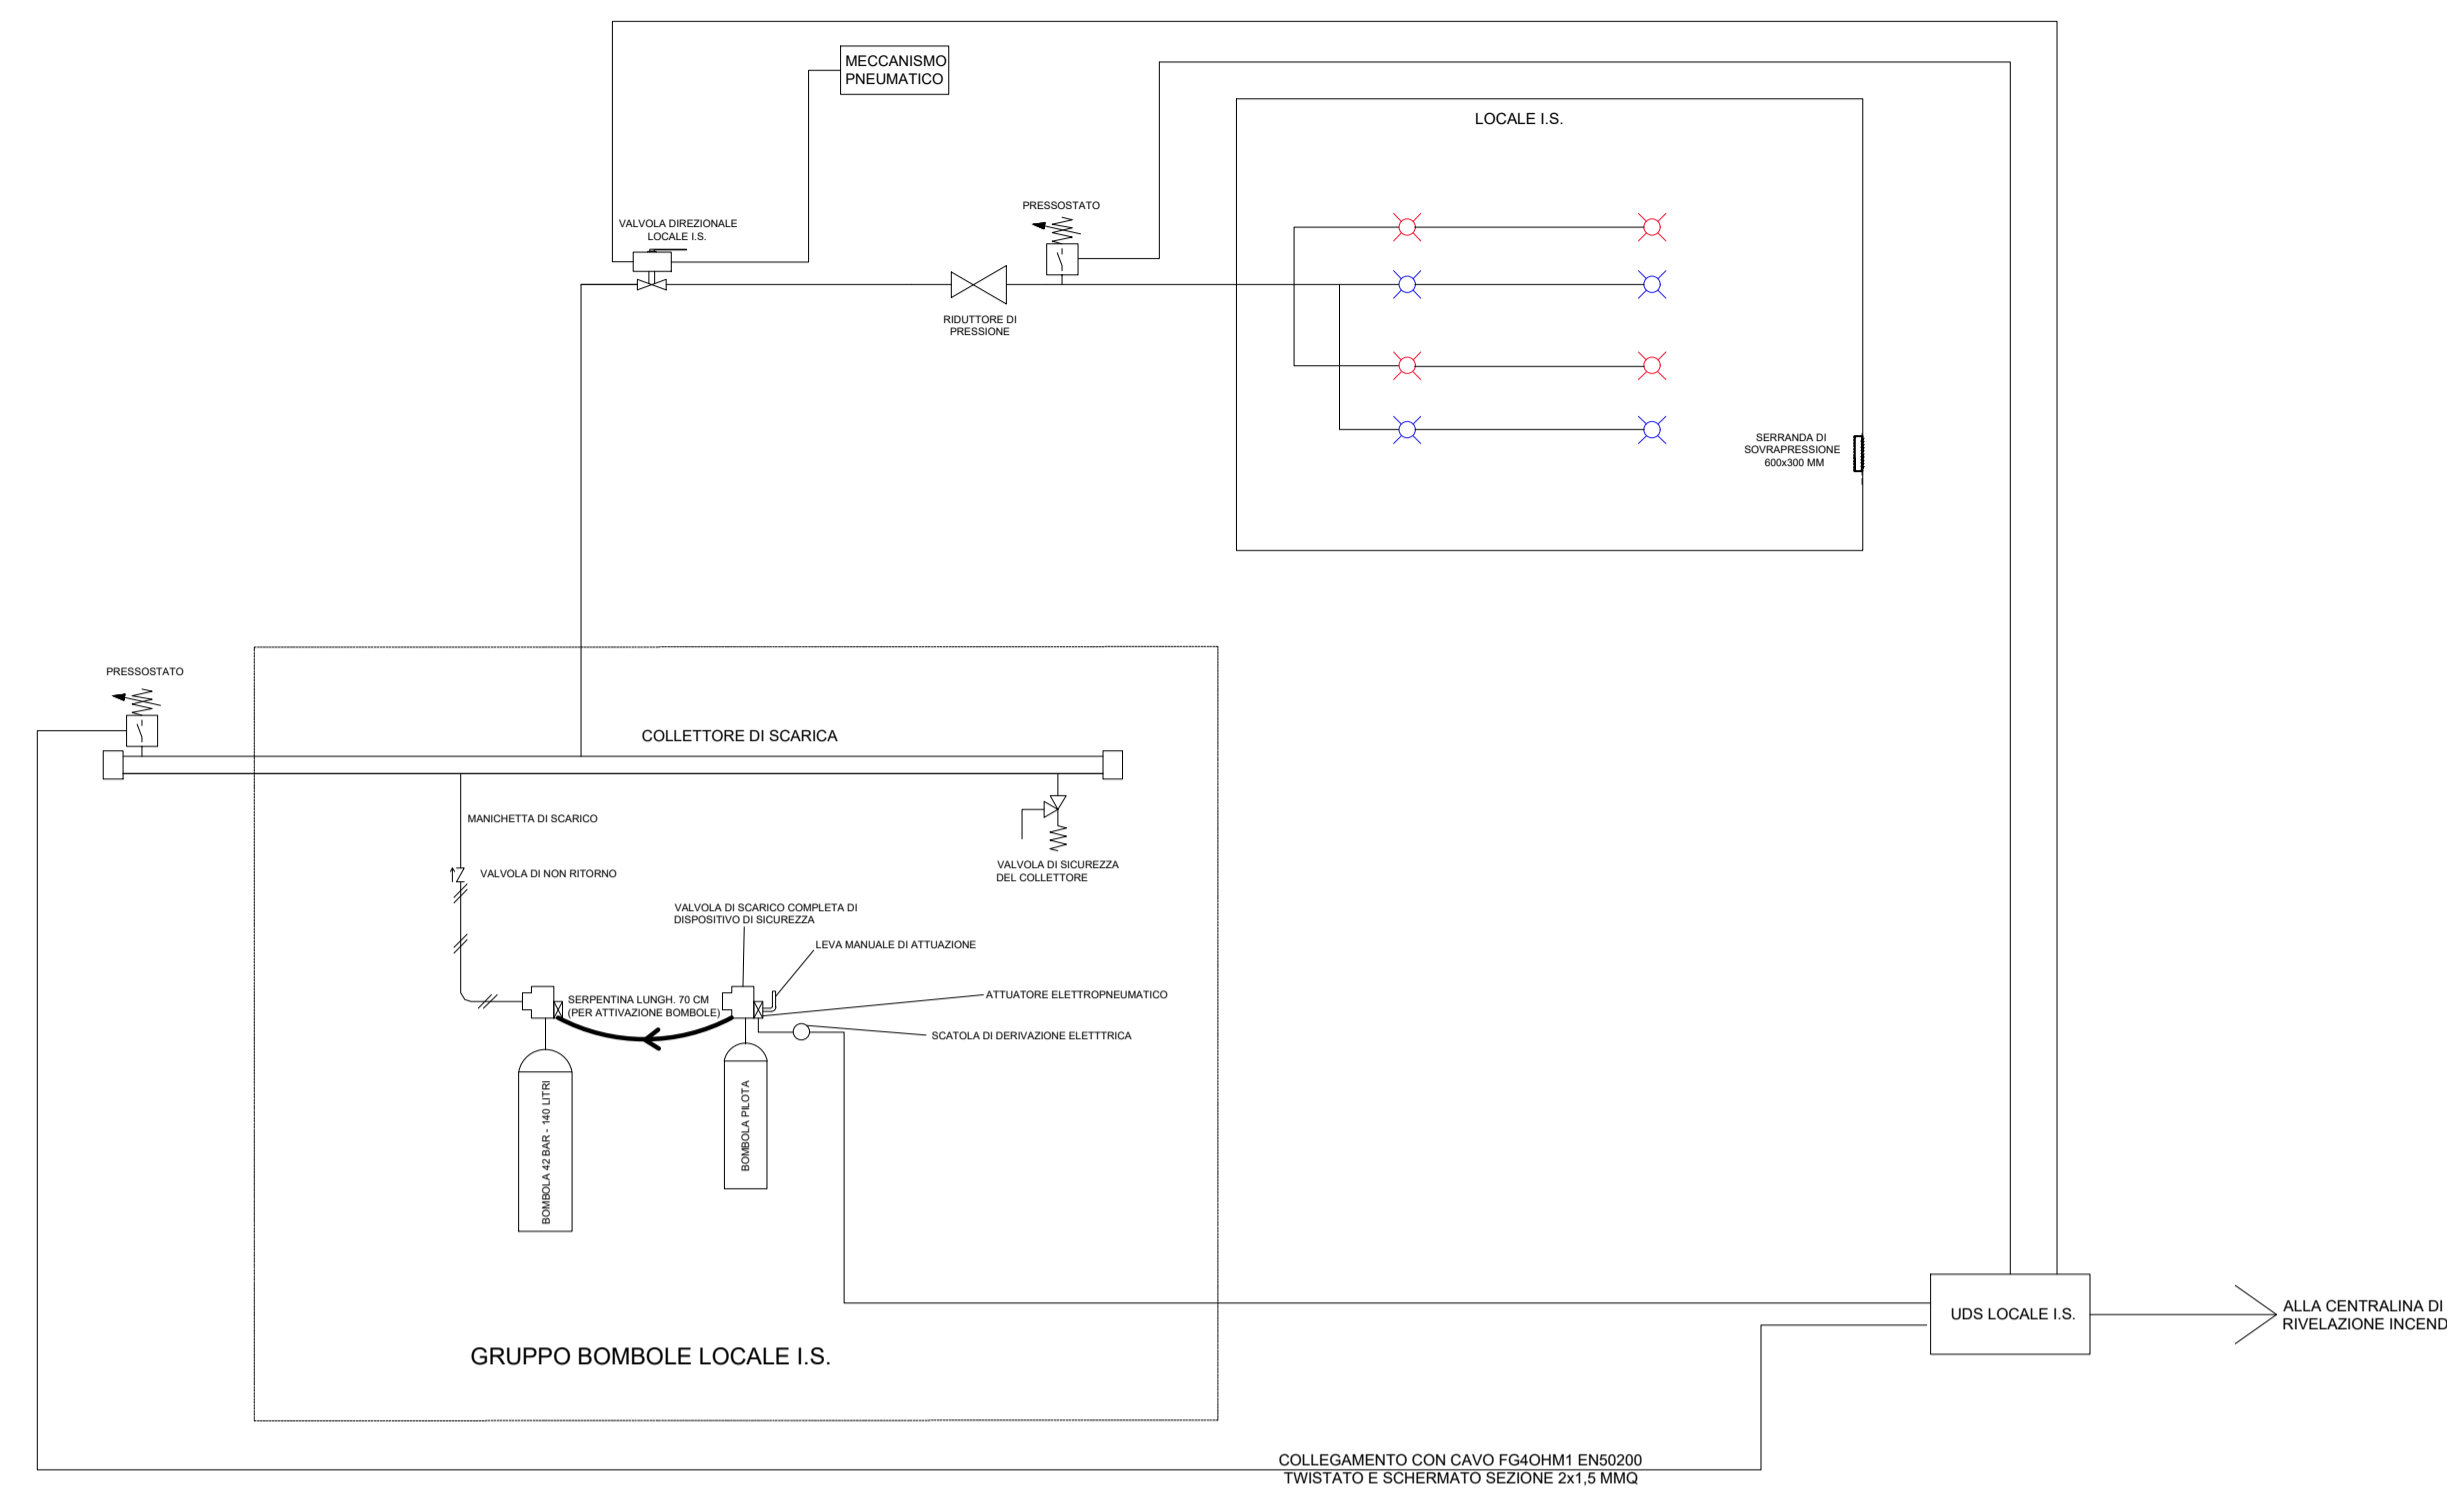 MECCANISMO
PNEUMATICO
LOCALE I.S.
VALVOLA DIREZIONALE
LOCALE I.S.
PRESSOSTATO
RIDUTTORE DI
PRESSIONE
SERRANDA DI
SOVRAPRESSIONE
600x300 MM
PRESSOSTATO
COLLETTORE DI SCARICA
MANICHETTA DI SCARICO
VALVOLA DI NON RITORNO
VALVOLA DI SICUREZZA
DEL COLLETTORE
VALVOLA DI SCARICO COMPLETA DI
DISPOSITIVO DI SICUREZZA
LEVA MANUALE DI ATTUAZIONE
SERPENTINA LUNGH. 70 CM
(PER ATTIVAZIONE BOMBOLE)
ATTUATORE ELETTROPNEUMATICO
SCATOLA DI DERIVAZIONE ELETTTRICA
BOMBOLA 42 BAR - 140 LITRI
BOMBOLA PILOTA
GRUPPO BOMBOLE LOCALE I.S.
UDS LOCALE I.S.
ALLA CENTRALINA DI
RIVELAZIONE INCEND
COLLEGAMENTO CON CAVO FG4OHM1 EN50200
TWISTATO E SCHERMATO SEZIONE 2x1,5 MMQ